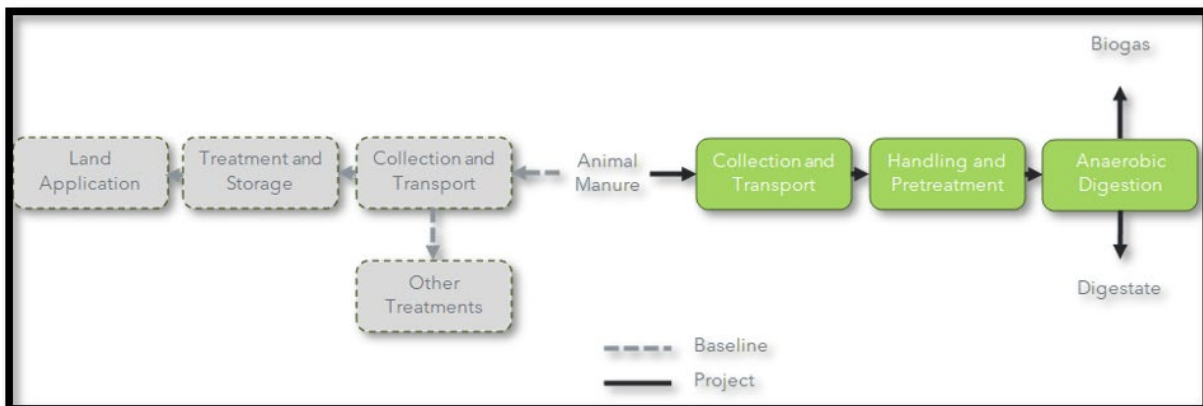 Biogas
Land
Application
Treatment and
Storage
Collection and
Transport
Animal
Manure
Collection and
Transport
Handling and
Pretreatment
Anaerobic
Digestion
Other
Treatments
Digestate
Baseline
Project